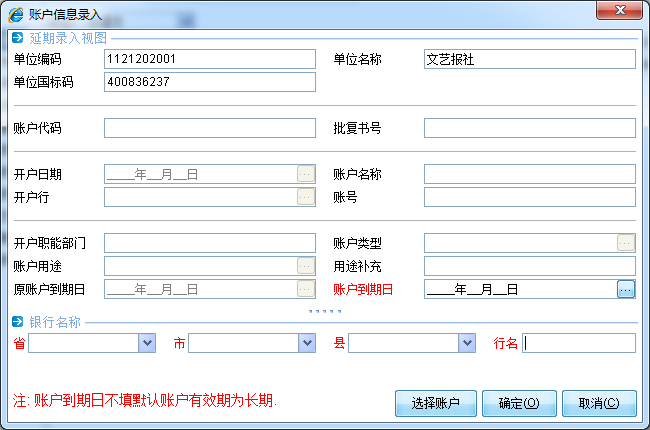 账户信息录入
延期录入视图
单位编码 1121202001 单位名称 文艺报社
单位国标码 400836237
账户代码 批复书号
开户日期 ____年__月__日 账户名称
开户行 账号
开户职能部门 账户类型
账户用途 用途补充
原账户到期日 ____年__月__日 账户到期日 ____年__月__日
银行名称
省 市 县 行名
注: 账户到期日不填默认账户有效期为长期.
选择账户 确定(O) 取消(C)